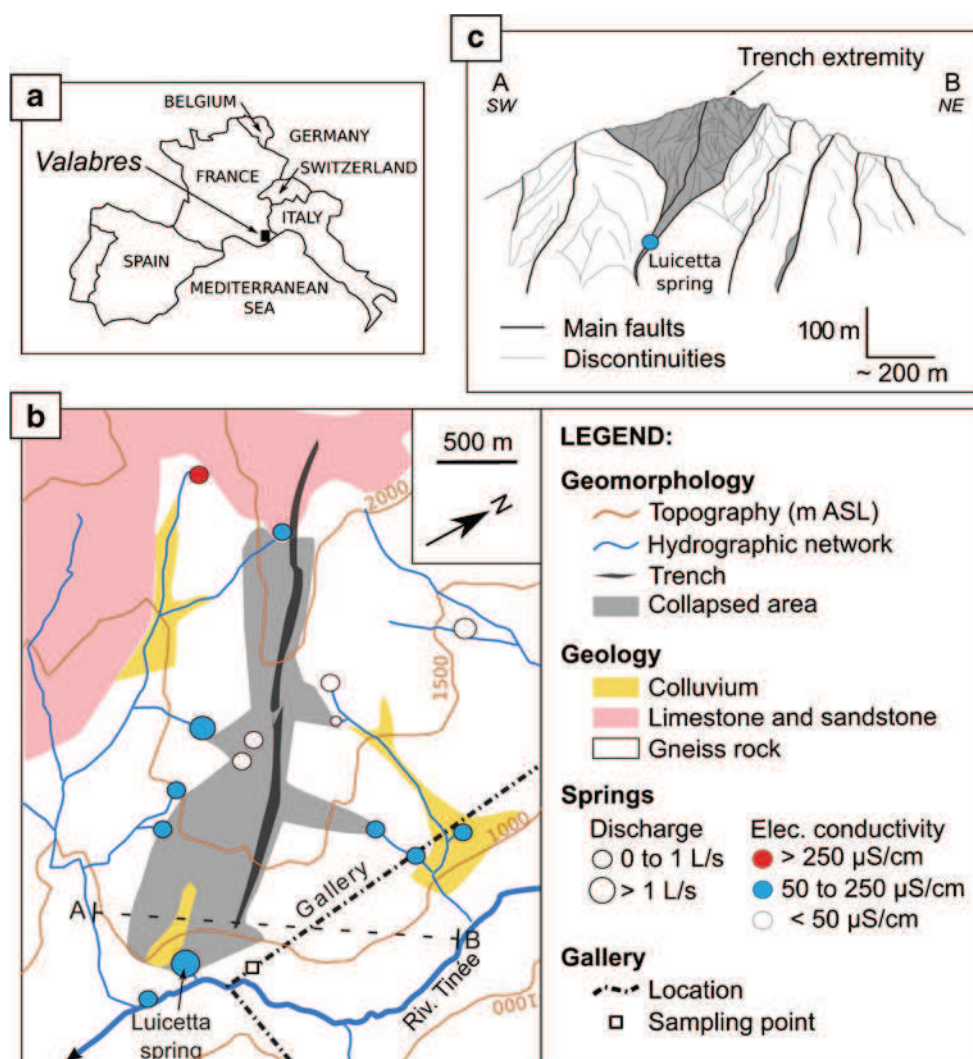 a
BELGIUM
GERMANY
Valabres
SWITZERLAND
FRANCE
ITALY
SPAIN
MEDITERRANEAN
SEA
c
Trench extremity
A
SW
B
NE
Luicetta
spring
Main faults
Discontinuities
100 m
~ 200 m
b
500 m
N
2000
1500
1000
Gallery
A
B
Riv. Tinée
1000
Luicetta
spring
LEGEND:
Geomorphology
Topography (m ASL)
Hydrographic network
Trench
Collapsed area
Geology
Colluvium
Limestone and sandstone
Gneiss rock
Springs
Discharge
Elec. conductivity
0 to 1 L/s
> 250 µS/cm
> 1 L/s
50 to 250 µS/cm
< 50 µS/cm
Gallery
Location
Sampling point